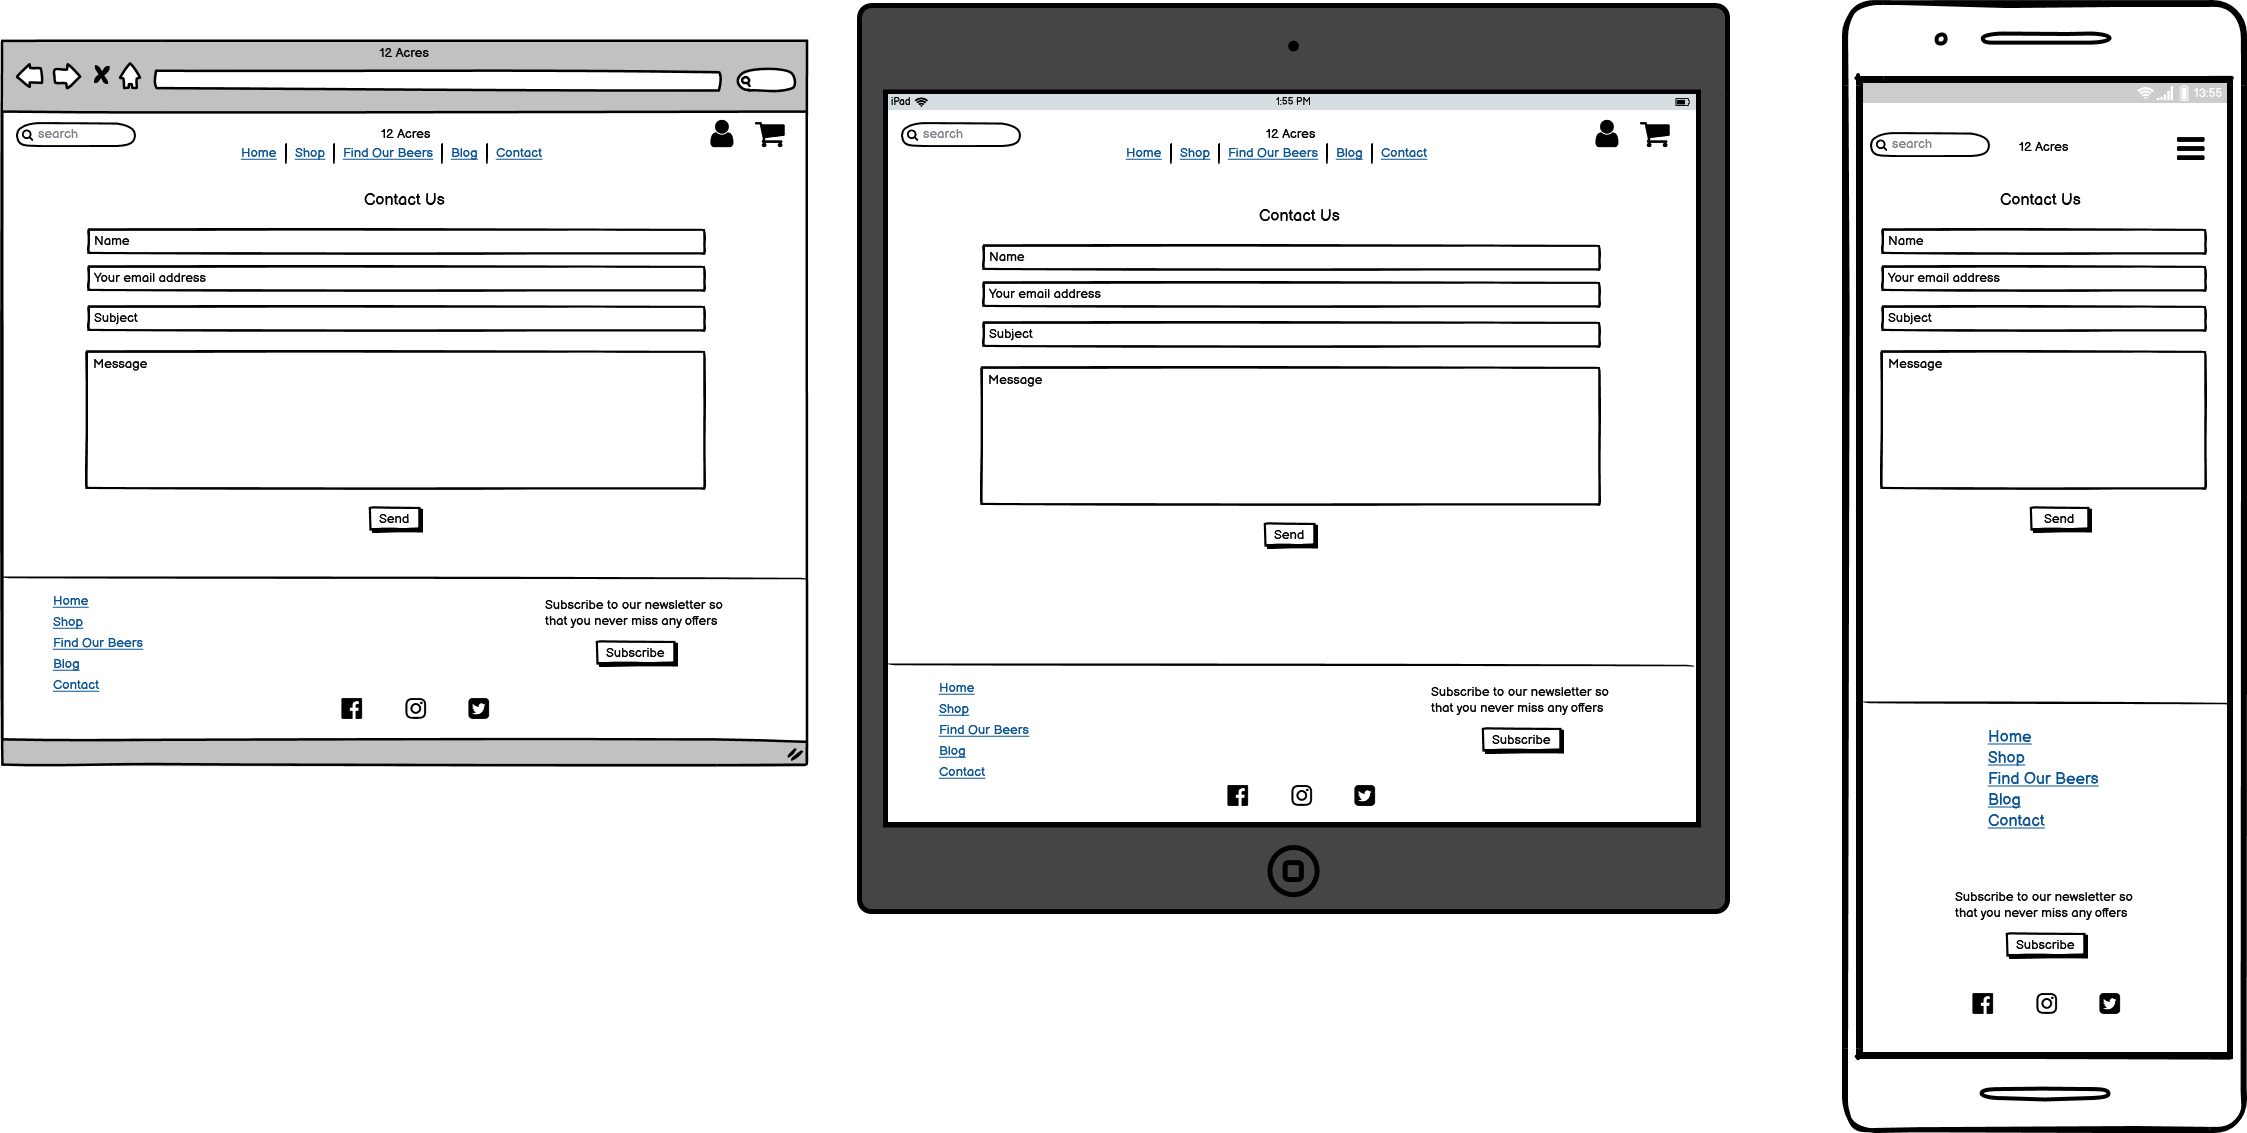 12 Acres
search
12 Acres
Home Shop Find Our Beers Blog Contact
Contact Us
Name
Your email address
Subject
Message
Send
Home
Shop
Find Our Beers
Blog
Contact
Subscribe to our newsletter so
that you never miss any offers
Subscribe
iPad 1:55 PM
search
12 Acres
Home Shop Find Our Beers Blog Contact
Contact Us
Name
Your email address
Subject
Message
Send
Home
Shop
Find Our Beers
Blog
Contact
Subscribe to our newsletter so
that you never miss any offers
Subscribe
13:55
search 12 Acres
Contact Us
Name
Your email address
Subject
Message
Send
Home
Shop
Find Our Beers
Blog
Contact
Subscribe to our newsletter so
that you never miss any offers
Subscribe